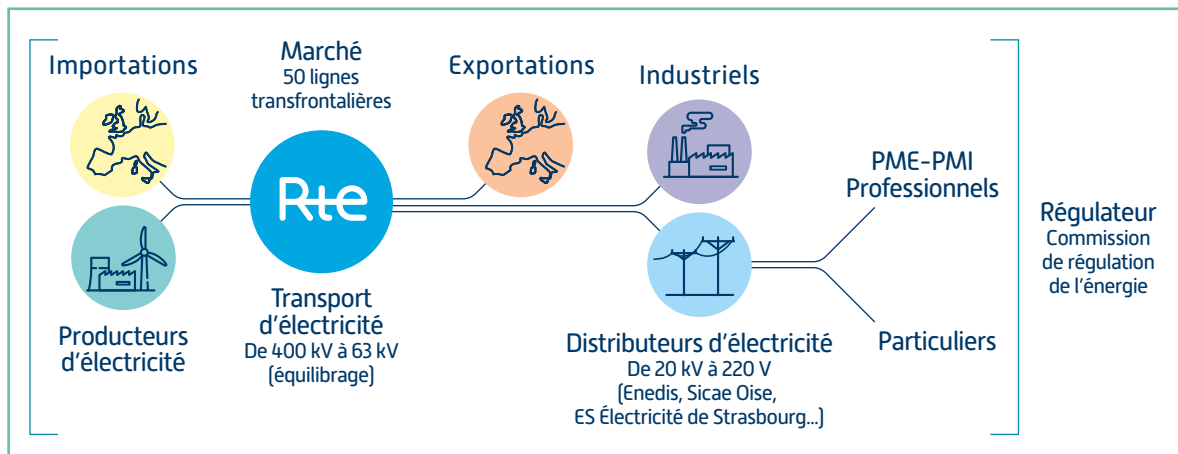 Importations
Marché
50 lignes
transfrontalières
Exportations
Industriels
Rte
PME-PMI
Professionnels
Régulateur
Commission
de régulation
de l'énergie
Producteurs
d'électricité
Transport
d'électricité
De 400 kV à 63 kV
(équilibrage)
Distributeurs d'électricité
De 20 kV à 220 V
(Enedis, Sicae Oise,
ES Électricité de Strasbourg...)
Particuliers